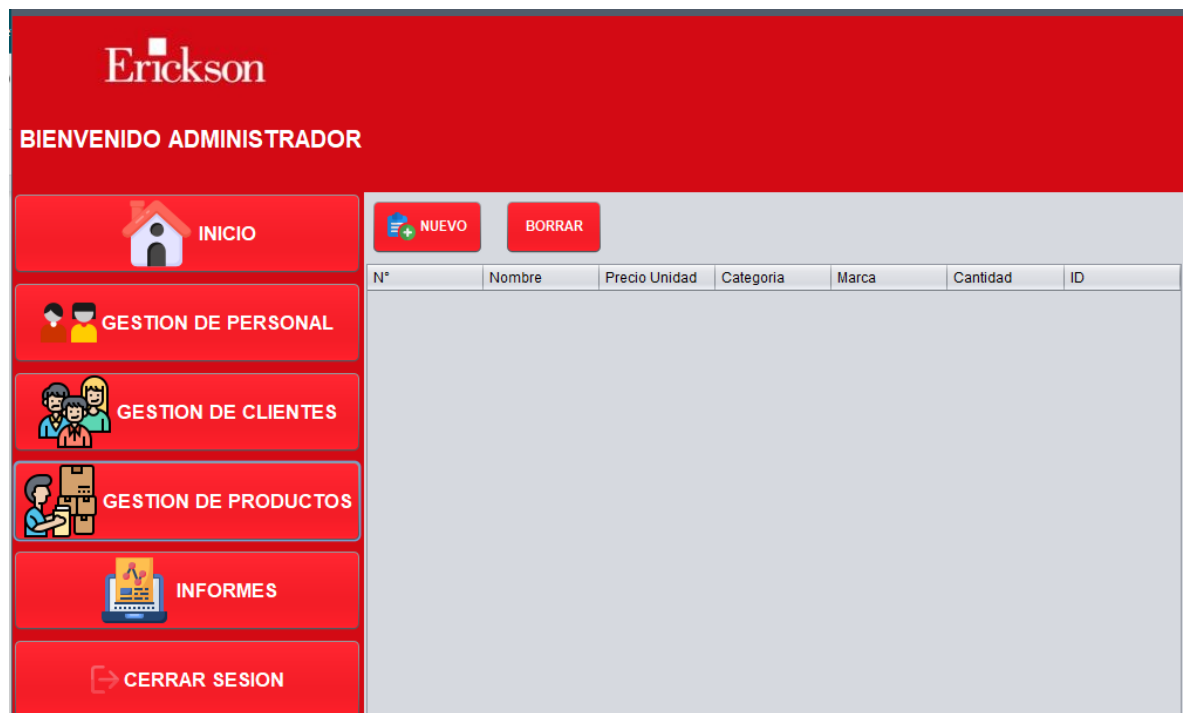 Erickson
BIENVENIDO ADMINISTRADOR
INICIO
GESTION DE PERSONAL
GESTION DE CLIENTES
GESTION DE PRODUCTOS
INFORMES
CERRAR SESION
NUEVO BORRAR
N° Nombre Precio Unidad Categoria Marca Cantidad ID